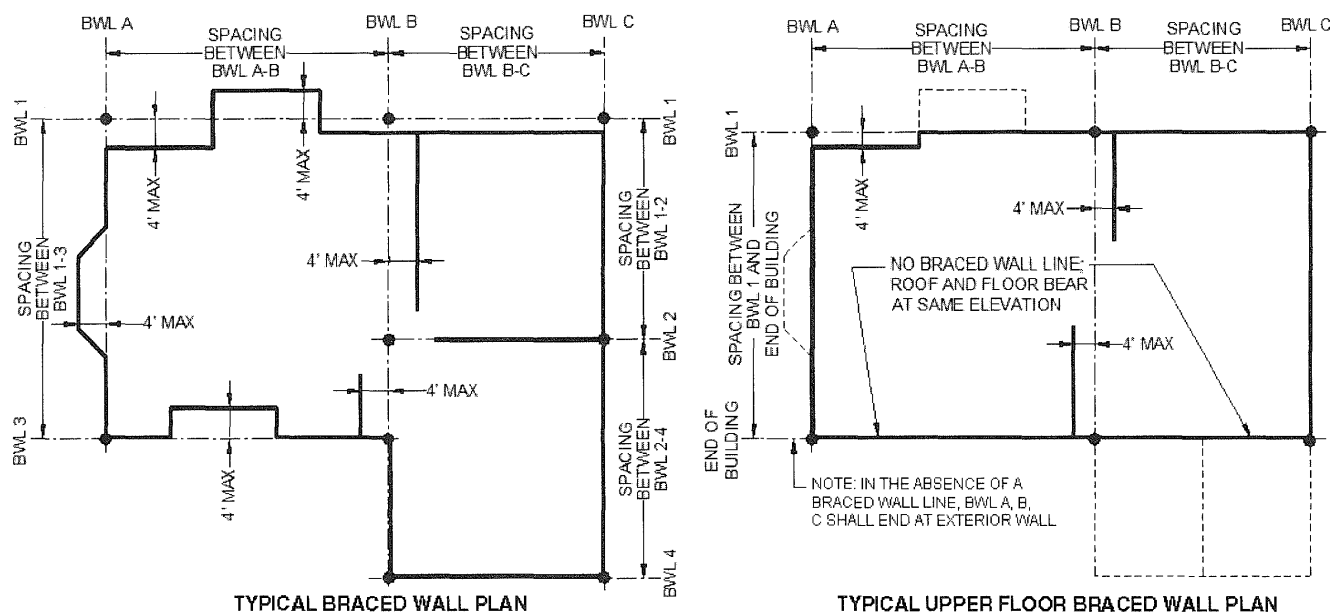 BWL A
BWL B
BWL C
SPACING
BETWEEN
BWL A-B
SPACING
BETWEEN
BWL B-C
BWL 1
BWL 1
4' MAX
4' MAX
SPACING
BETWEEN
BWL 1-3
SPACING
BETWEEN
BWL 1-2
4' MAX
4' MAX
BWL 2
4' MAX
BWL 3
4' MAX
SPACING
BETWEEN
BWL 2-4
BWL 4
TYPICAL BRACED WALL PLAN
BWL A
BWL B
BWL C
SPACING
BETWEEN
BWL A-B
SPACING
BETWEEN
BWL B-C
BWL 1
4' MAX
4' MAX
SPACING BETWEEN
BWL 1 AND
END OF BUILDING
NO BRACED WALL LINE;
ROOF AND FLOOR BEAR
AT SAME ELEVATION
4' MAX
END OF
BUILDING
NOTE: IN THE ABSENCE OF A
BRACED WALL LINE, BWL A, B,
C SHALL END AT EXTERIOR WALL
TYPICAL UPPER FLOOR BRACED WALL PLAN